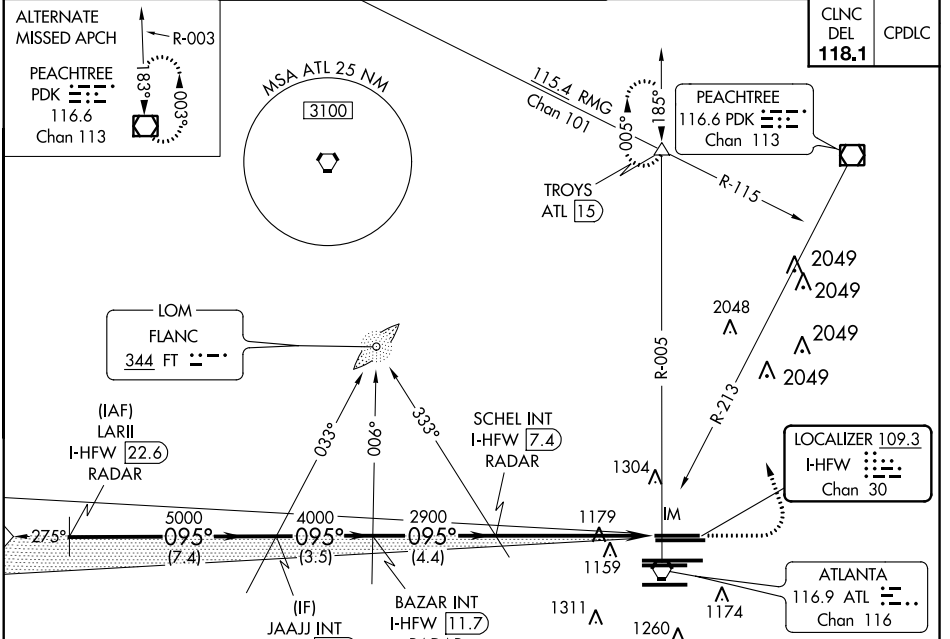 ALTERNATE
MISSED APCH
R-003
183°
003°
PEACHTREE
PDK
116.6
Chan 113
MSA ATL 25 NM
3100
115.4 RMG
Chan 101
005°
185°
TROYS
ATL 15
CLNC
DEL
118.1
CPDLC
PEACHTREE
116.6 PDK
Chan 113
R-115
2049
2049
2048
2049
2049
R-005
R-213
LOM
FLANC
344 FT
033°
006°
333°
(IAF)
LARII
I-HFW 22.6
RADAR
SCHEL INT
I-HFW 7.4
RADAR
1304
LOCALIZER 109.3
I-HFW
Chan 30
IM
275°
5000
095°
(7.4)
4000
095°
(3.5)
2900
095°
(4.4)
1179
1159
(IF)
JAAJJ INT
BAZAR INT
I-HFW 11.7
1311
1260
1174
ATLANTA
116.9 ATL
Chan 116